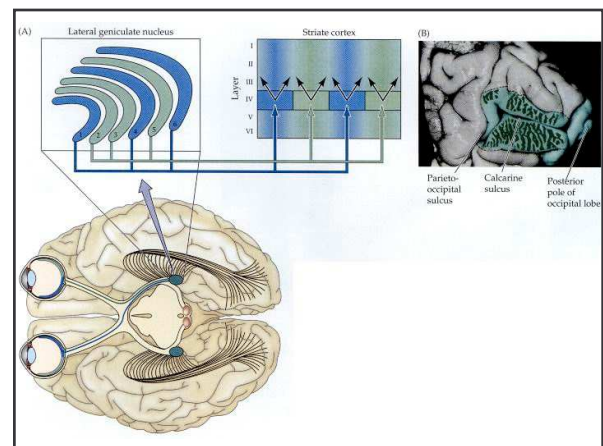 (A)
Lateral geniculate nucleus
1
2
3
4
5
6
Striate cortex
Layer
I
II
III
IV
V
VI
(B)
Parieto-
occipital
sulcus
Calcarine
sulcus
Posterior
pole of
occipital lobe